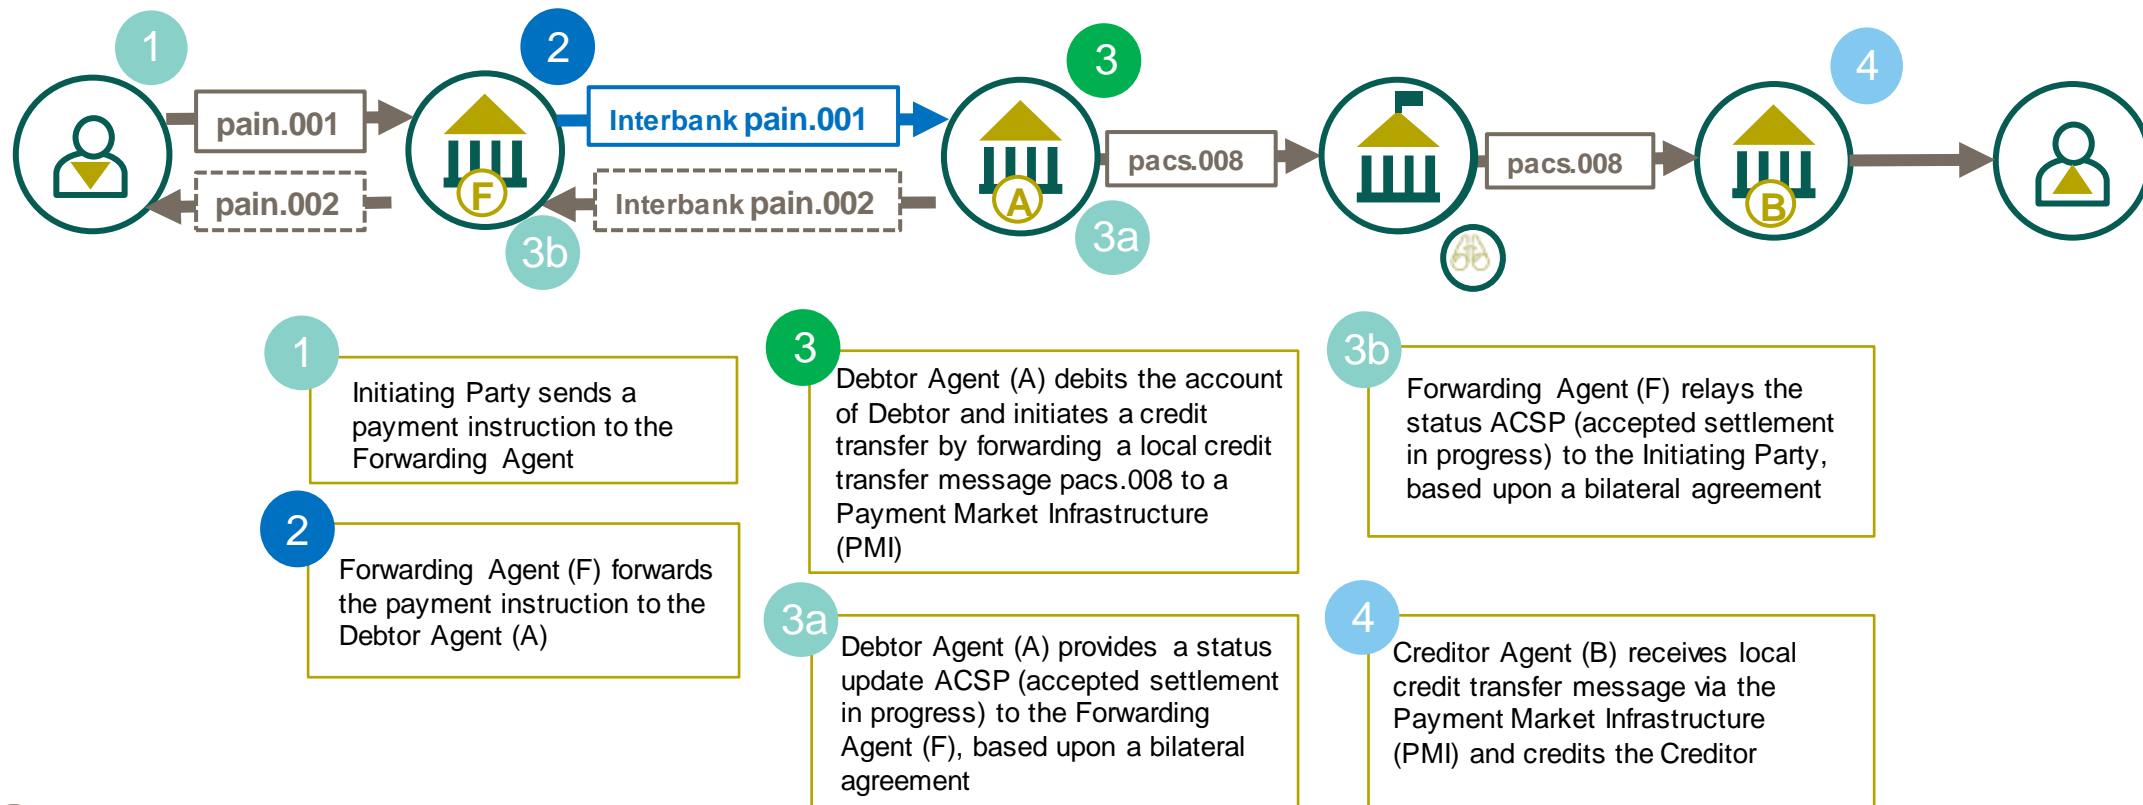 1
2
3
4
pain.001
Interbank pain.001
pacs.008
pacs.008
pain.002
F
Interbank pain.002
A
B
3b
3a
1
Initiating Party sends a
payment instruction to the
Forwarding Agent
2
Forwarding Agent (F) forwards
the payment instruction to the
Debtor Agent (A)
3
Debtor Agent (A) debits the account
of Debtor and initiates a credit
transfer by forwarding a local credit
transfer message pacs.008 to a
Payment Market Infrastructure
(PMI)
3a
Debtor Agent (A) provides a status
update ACSP (accepted settlement
in progress) to the Forwarding
Agent (F), based upon a bilateral
agreement
3b
Forwarding Agent (F) relays the
status ACSP (accepted settlement
in progress) to the Initiating Party,
based upon a bilateral agreement
4
Creditor Agent (B) receives local
credit transfer message via the
Payment Market Infrastructure
(PMI) and credits the Creditor